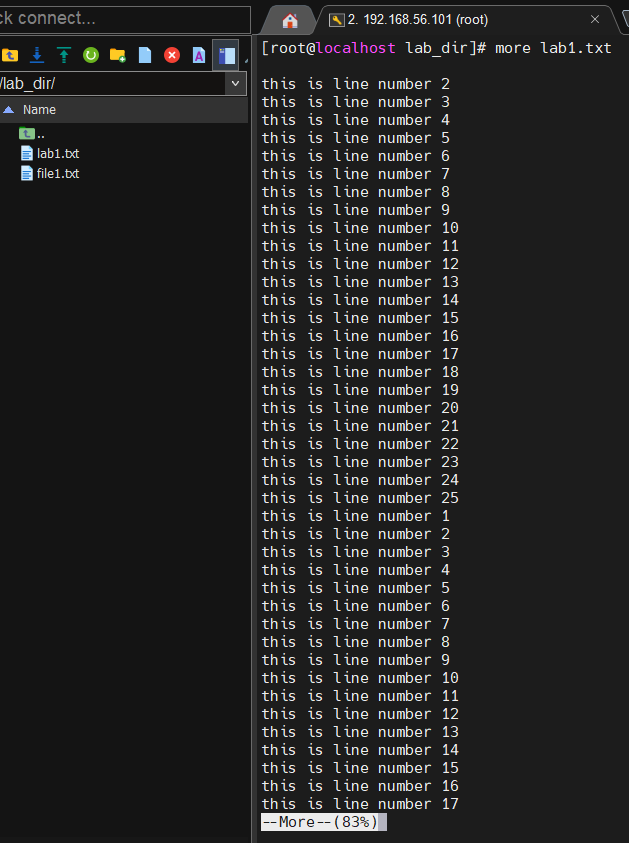 ck connect...
2. 192.168.56.101 (root)
/lab_dir/
Name
..
lab1.txt
file1.txt
[root@localhost lab_dir]# more lab1.txt
this is line number 2
this is line number 3
this is line number 4
this is line number 5
this is line number 6
this is line number 7
this is line number 8
this is line number 9
this is line number 10
this is line number 11
this is line number 12
this is line number 13
this is line number 14
this is line number 15
this is line number 16
this is line number 17
this is line number 18
this is line number 19
this is line number 20
this is line number 21
this is line number 22
this is line number 23
this is line number 24
this is line number 25
this is line number 1
this is line number 2
this is line number 3
this is line number 4
this is line number 5
this is line number 6
this is line number 7
this is line number 8
this is line number 9
this is line number 10
this is line number 11
this is line number 12
this is line number 13
this is line number 14
this is line number 15
this is line number 16
this is line number 17
--More--(83%)